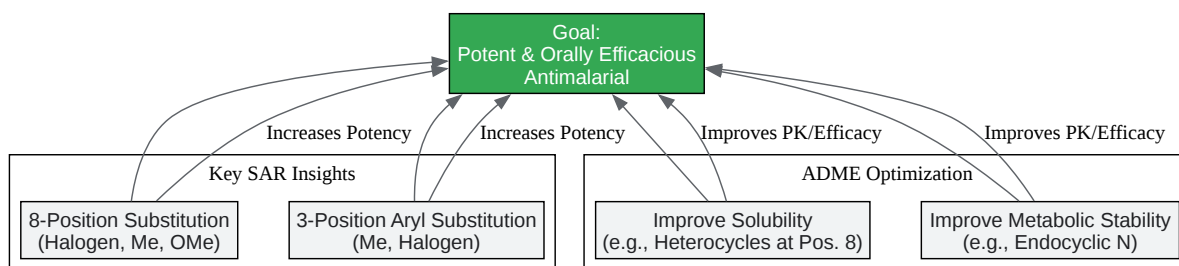 Goal:
Potent & Orally Efficacious
Antimalarial
Increases Potency
Increases Potency
Improves PK/Efficacy
Improves PK/Efficacy
Key SAR Insights
ADME Optimization
8-Position Substitution
(Halogen, Me, OMe)
3-Position Aryl Substitution
(Me, Halogen)
Improve Solubility
(e.g., Heterocycles at Pos. 8)
Improve Metabolic Stability
(e.g., Endocyclic N)